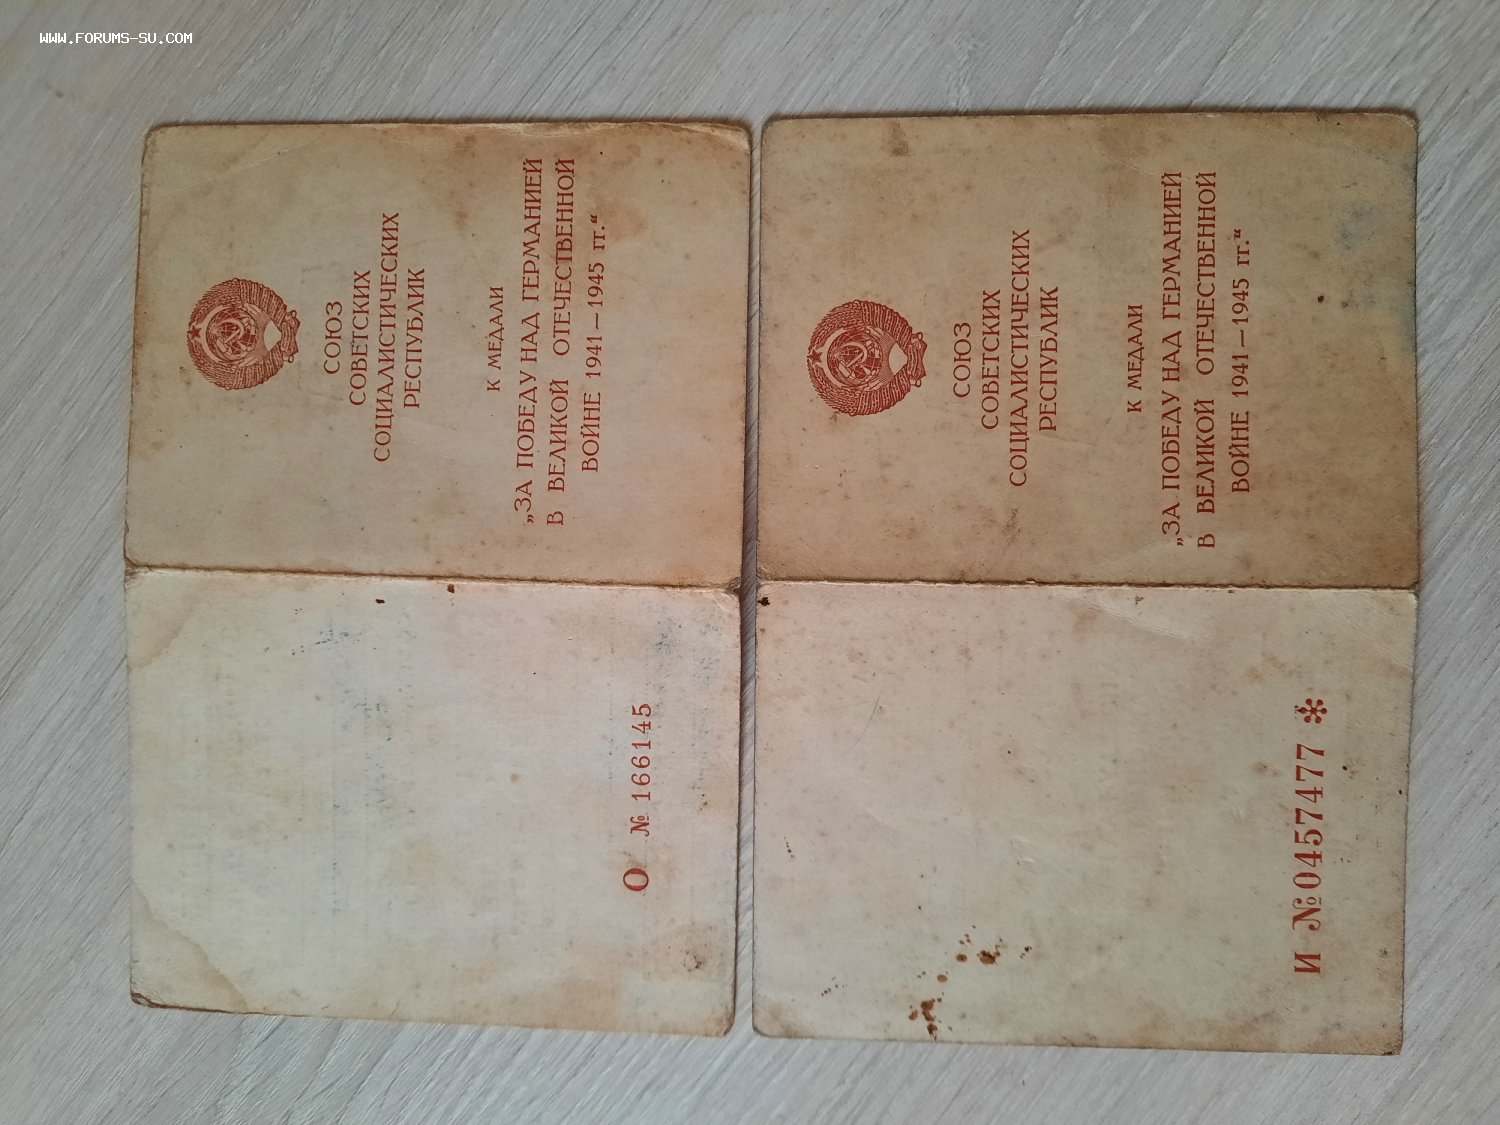 WWW.FORUMS-SU.COM
СОЮЗ
СОВЕТСКИХ
СОЦИАЛИСТИЧЕСКИХ
РЕСПУБЛИК
К МЕДАЛИ
„ЗА ПОБЕДУ НАД ГЕРМАНИЕЙ
В ВЕЛИКОЙ ОТЕЧЕСТВЕННОЙ
ВОЙНЕ 1941—1945 гг.“
О № 166145
СОЮЗ
СОВЕТСКИХ
СОЦИАЛИСТИЧЕСКИХ
РЕСПУБЛИК
К МЕДАЛИ
„ЗА ПОБЕДУ НАД ГЕРМАНИЕЙ
В ВЕЛИКОЙ ОТЕЧЕСТВЕННОЙ
ВОЙНЕ 1941—1945 гг.“
И №0457477 ✻